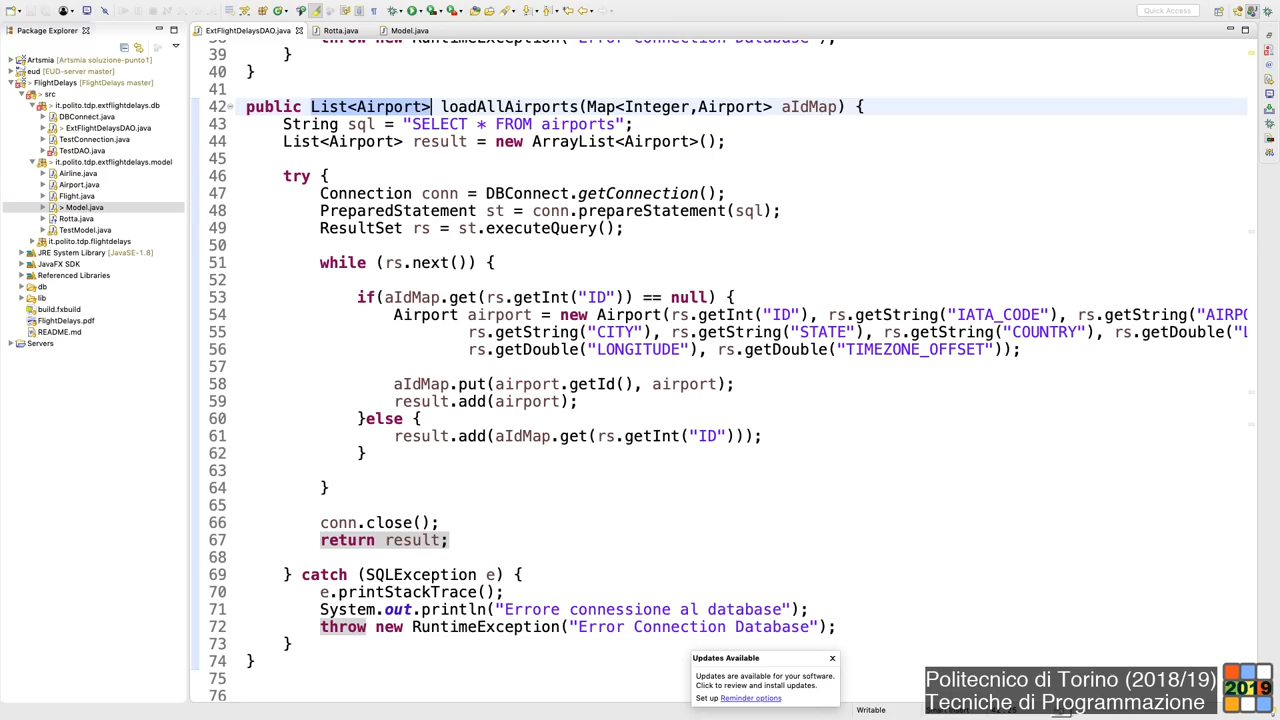 Quick Access
Package Explorer
ExtFlightDelaysDAO.java
Rotta.java
Model.java
Artsmia [Artsmia soluzione-punto1]
eud [EUD-server master]
> FlightDelays [FlightDelays master]
> src
> it.polito.tdp.extflightdelays.db
DBConnect.java
> ExtFlightDelaysDAO.java
TestConnection.java
TestDAO.java
> it.polito.tdp.extflightdelays.model
Airline.java
Airport.java
Flight.java
> Model.java
Rotta.java
TestModel.java
it.polito.tdp.flightdelays
JRE System Library [JavaSE-1.8]
JavaFX SDK
Referenced Libraries
db
lib
build.fxbuild
FlightDelays.pdf
README.md
Servers
38 throw new RuntimeException("Error Connection Database");
39 }
40 }
41
42 public List<Airport> loadAllAirports(Map<Integer,Airport> aIdMap) {
43 String sql = "SELECT * FROM airports";
44 List<Airport> result = new ArrayList<Airport>();
45
46 try {
47 Connection conn = DBConnect.getConnection();
48 PreparedStatement st = conn.prepareStatement(sql);
49 ResultSet rs = st.executeQuery();
50
51 while (rs.next()) {
52
53 if(aIdMap.get(rs.getInt("ID")) == null) {
54 Airport airport = new Airport(rs.getInt("ID"), rs.getString("IATA_CODE"), rs.getString("AIRPO
55 rs.getString("CITY"), rs.getString("STATE"), rs.getString("COUNTRY"), rs.getDouble("L
56 rs.getDouble("LONGITUDE"), rs.getDouble("TIMEZONE_OFFSET"));
57
58 aIdMap.put(airport.getId(), airport);
59 result.add(airport);
60 }else {
61 result.add(aIdMap.get(rs.getInt("ID")));
62 }
63
64 }
65
66 conn.close();
67 return result;
68
69 } catch (SQLException e) {
70 e.printStackTrace();
71 System.out.println("Errore connessione al database");
72 throw new RuntimeException("Error Connection Database");
73 }
74 }
75
76
Updates Available
Updates are available for your software.
Click to review and install updates.
Set up Reminder options
Writable
Politecnico di Torino (2018/19)
Tecniche di Programmazione
2019